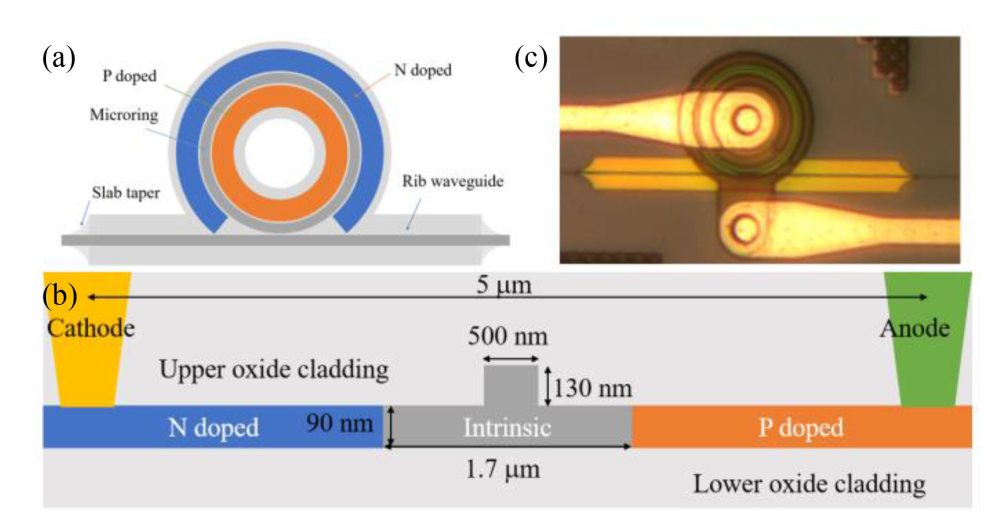 (a)
P doped
N doped
Microring
Slab taper
Rib waveguide
(c)
(b)
5 μm
Cathode
Anode
500 nm
Upper oxide cladding
130 nm
N doped
90 nm
Intrinsic
P doped
1.7 μm
Lower oxide cladding